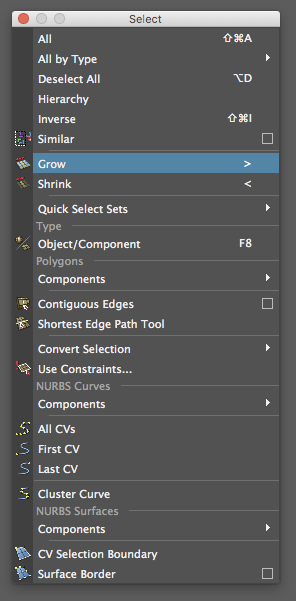 Select
All ⇧⌘A
All by Type
Deselect All ⌥D
Hierarchy
Inverse ⇧⌘I
Similar
Grow >
Shrink <
Quick Select Sets
Type
Object/Component F8
Polygons
Components
Contiguous Edges
Shortest Edge Path Tool
Convert Selection
Use Constraints...
NURBS Curves
Components
All CVs
First CV
Last CV
Cluster Curve
NURBS Surfaces
Components
CV Selection Boundary
Surface Border